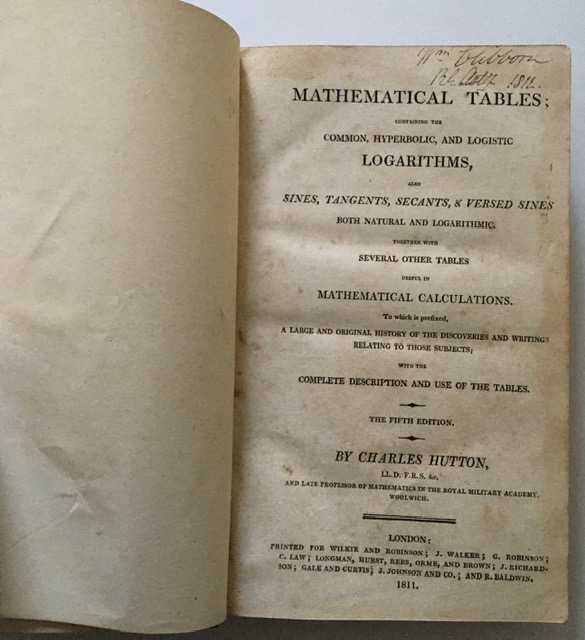 Wm Clibborn
1812.
MATHEMATICAL TABLES;
CONTAINING THE
COMMON, HYPERBOLIC, AND LOGISTIC
LOGARITHMS,
ALSO
SINES, TANGENTS, SECANTS, & VERSED SINES
BOTH NATURAL AND LOGARITHMIC,
TOGETHER WITH
SEVERAL OTHER TABLES
USEFUL IN
MATHEMATICAL CALCULATIONS.
To which is prefixed,
A LARGE AND ORIGINAL HISTORY OF THE DISCOVERIES AND WRITINGS
RELATING TO THOSE SUBJECTS;
WITH THE
COMPLETE DESCRIPTION AND USE OF THE TABLES.
THE FIFTH EDITION.
BY CHARLES HUTTON,
LL.D. F.R.S. &c.
AND LATE PROFESSOR OF MATHEMATICS IN THE ROYAL MILITARY ACADEMY,
WOOLWICH.
LONDON:
PRINTED FOR WILKIE AND ROBINSON; J. WALKER; G. ROBINSON;
C. LAW; LONGMAN, HURST, REES, ORME, AND BROWN; J. RICHARD-
SON; GALE AND CURTIS; J. JOHNSON AND CO.; AND R. BALDWIN.
1811.